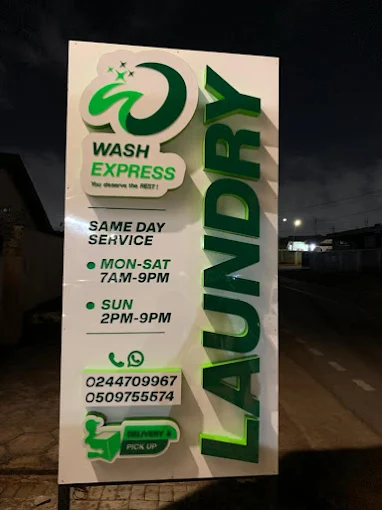 WASH
EXPRESS
You deserve the REST!
SAME DAY
SERVICE
MON-SAT
7AM-9PM
SUN
2PM-9PM
0244709967
0509755574
DELIVERY &
PICK UP
LAUNDRY